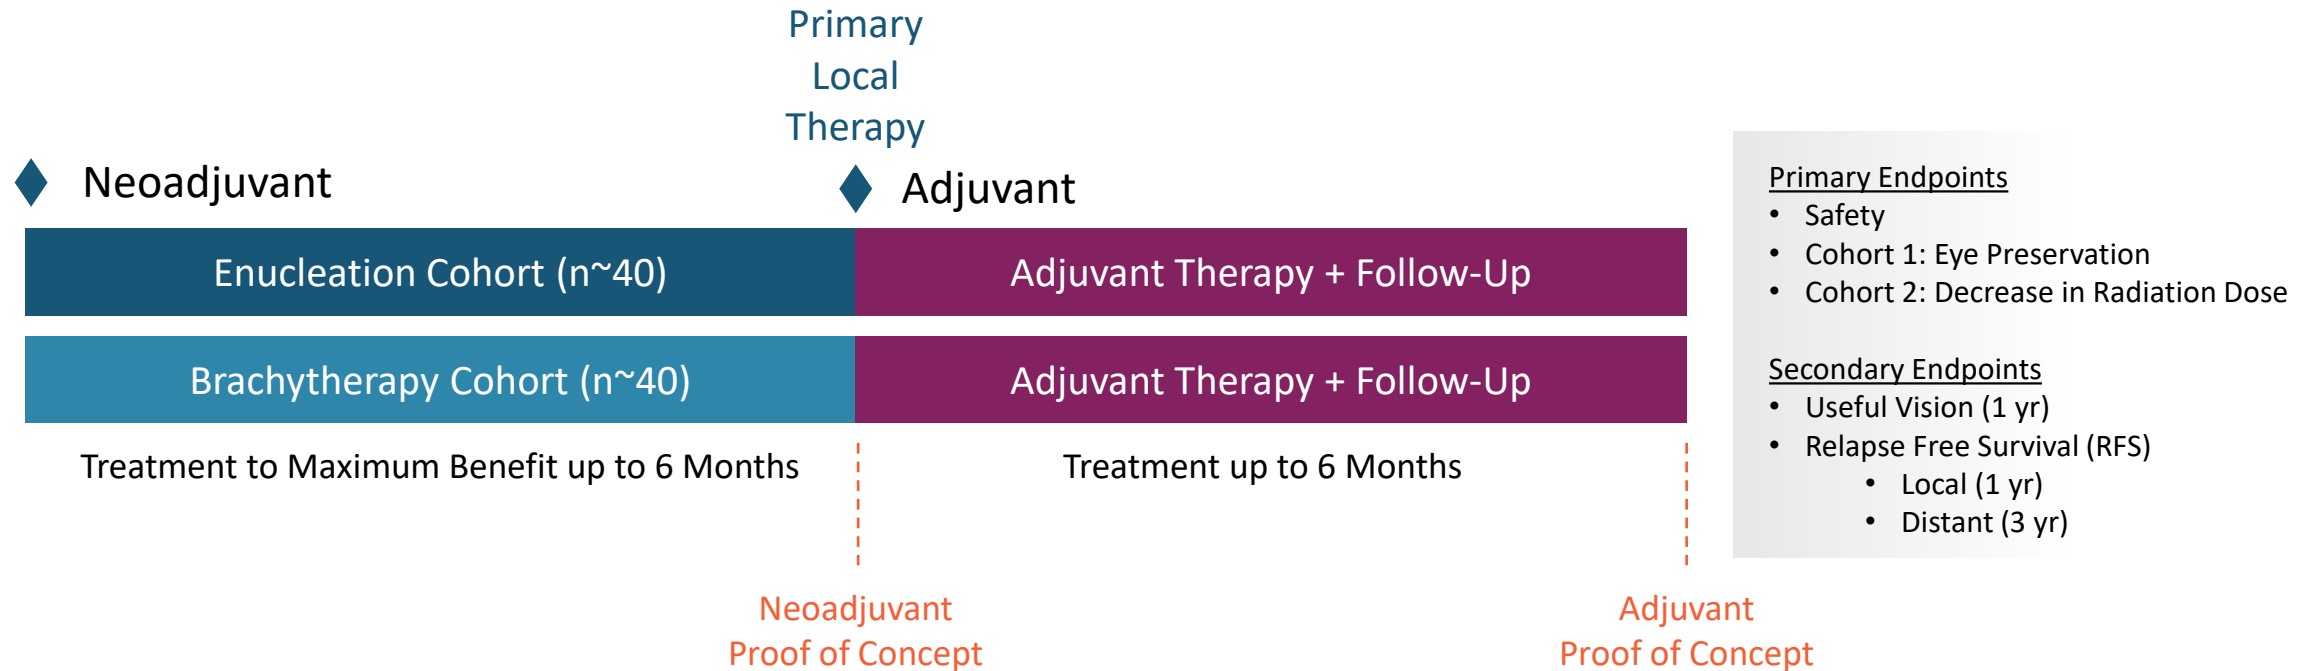 Primary
Local
Therapy
Neoadjuvant
Adjuvant
Enucleation Cohort (n~40)
Adjuvant Therapy + Follow-Up
Brachytherapy Cohort (n~40)
Adjuvant Therapy + Follow-Up
Treatment to Maximum Benefit up to 6 Months
Treatment up to 6 Months
Neoadjuvant
Proof of Concept
Adjuvant
Proof of Concept
Primary Endpoints
• Safety
• Cohort 1: Eye Preservation
• Cohort 2: Decrease in Radiation Dose
Secondary Endpoints
• Useful Vision (1 yr)
• Relapse Free Survival (RFS)
• Local (1 yr)
• Distant (3 yr)